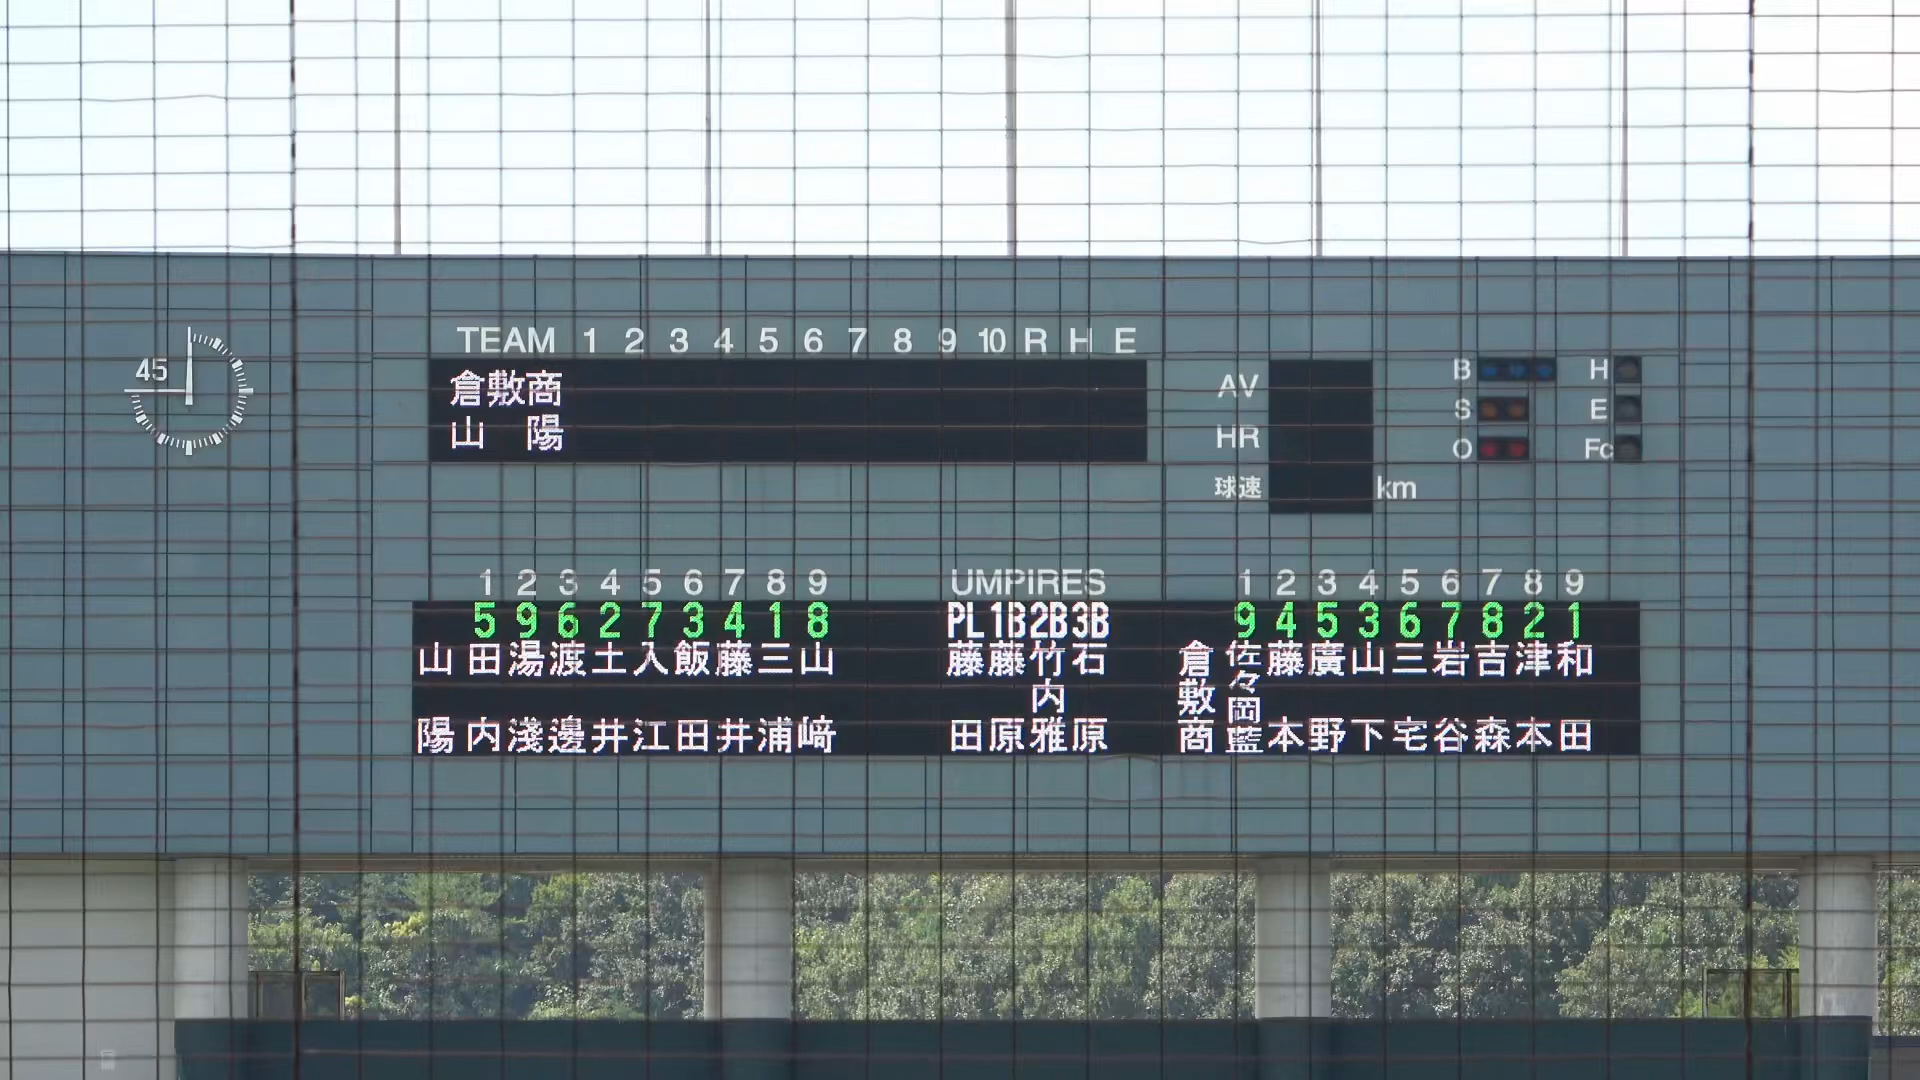 45
TEAM 1 2 3 4 5 6 7 8 9 10 R H E
倉敷商
山 陽
AV
HR
球速 km
B H
S E
O Fc
1 2 3 4 5 6 7 8 9
5 9 6 2 7 3 4 1 8
山陽 田内 湯淺 渡邊 土井 入江 飯田 藤井 三浦 山﨑
UMPIRES
PL 1B 2B 3B
藤田 藤原 竹内雅 石原
1 2 3 4 5 6 7 8 9
9 4 5 3 6 7 8 2 1
倉敷商 佐々岡藍 藤本 廣野 山下 三宅 岩谷 吉森 津本 和田